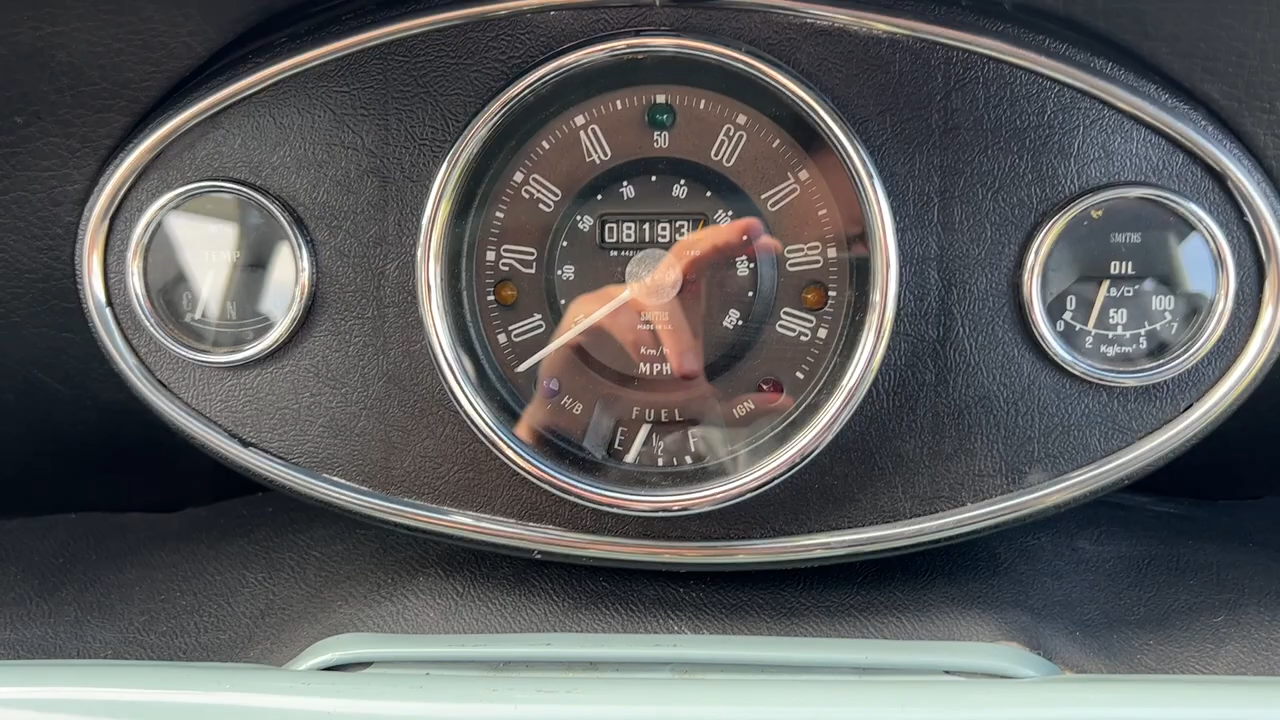 TEMP
C N
10 20 30 40 50 60 70 80 90
30 50 70 90 110 130 150
08193
SMITHS
MADE IN U.K.
Km/h
MPH
H/B
IGN
FUEL
E 1/2 F
SMITHS
OIL
LB/□"
0 50 100
0 2 5 7
Kg/cm²